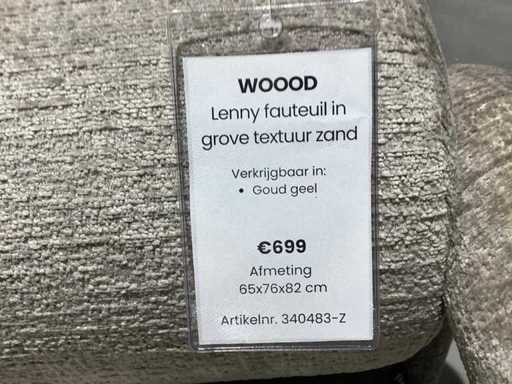 WOOOD
Lenny fauteuil in
grove textuur zand
Verkrijgbaar in:
• Goud geel
€699
Afmeting
65x76x82 cm
Artikelnr. 340483-Z